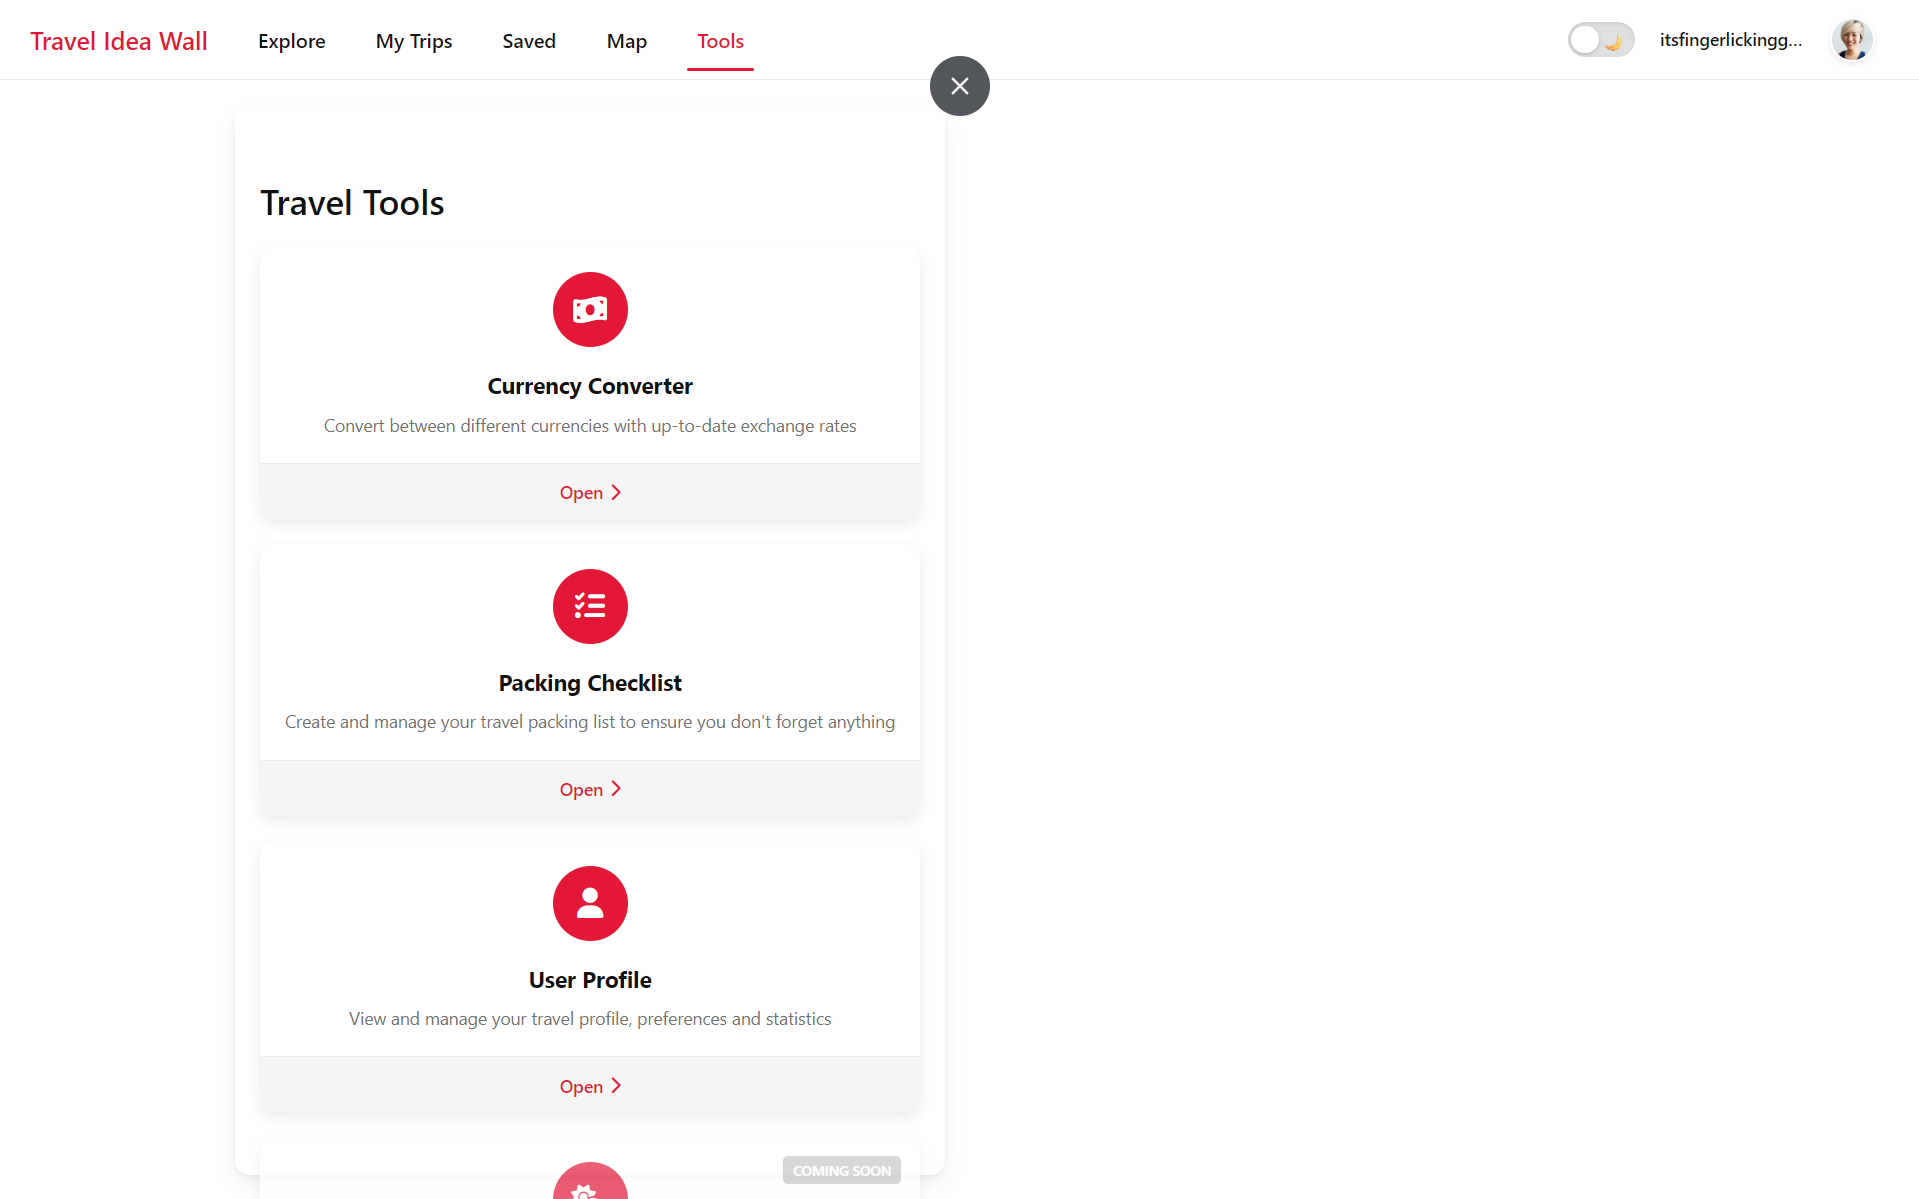 Travel Idea Wall
Explore
My Trips
Saved
Map
Tools
itsfingerlickingg...
Travel Tools
Currency Converter
Convert between different currencies with up-to-date exchange rates
Open
Packing Checklist
Create and manage your travel packing list to ensure you don't forget anything
Open
User Profile
View and manage your travel profile, preferences and statistics
Open
COMING SOON